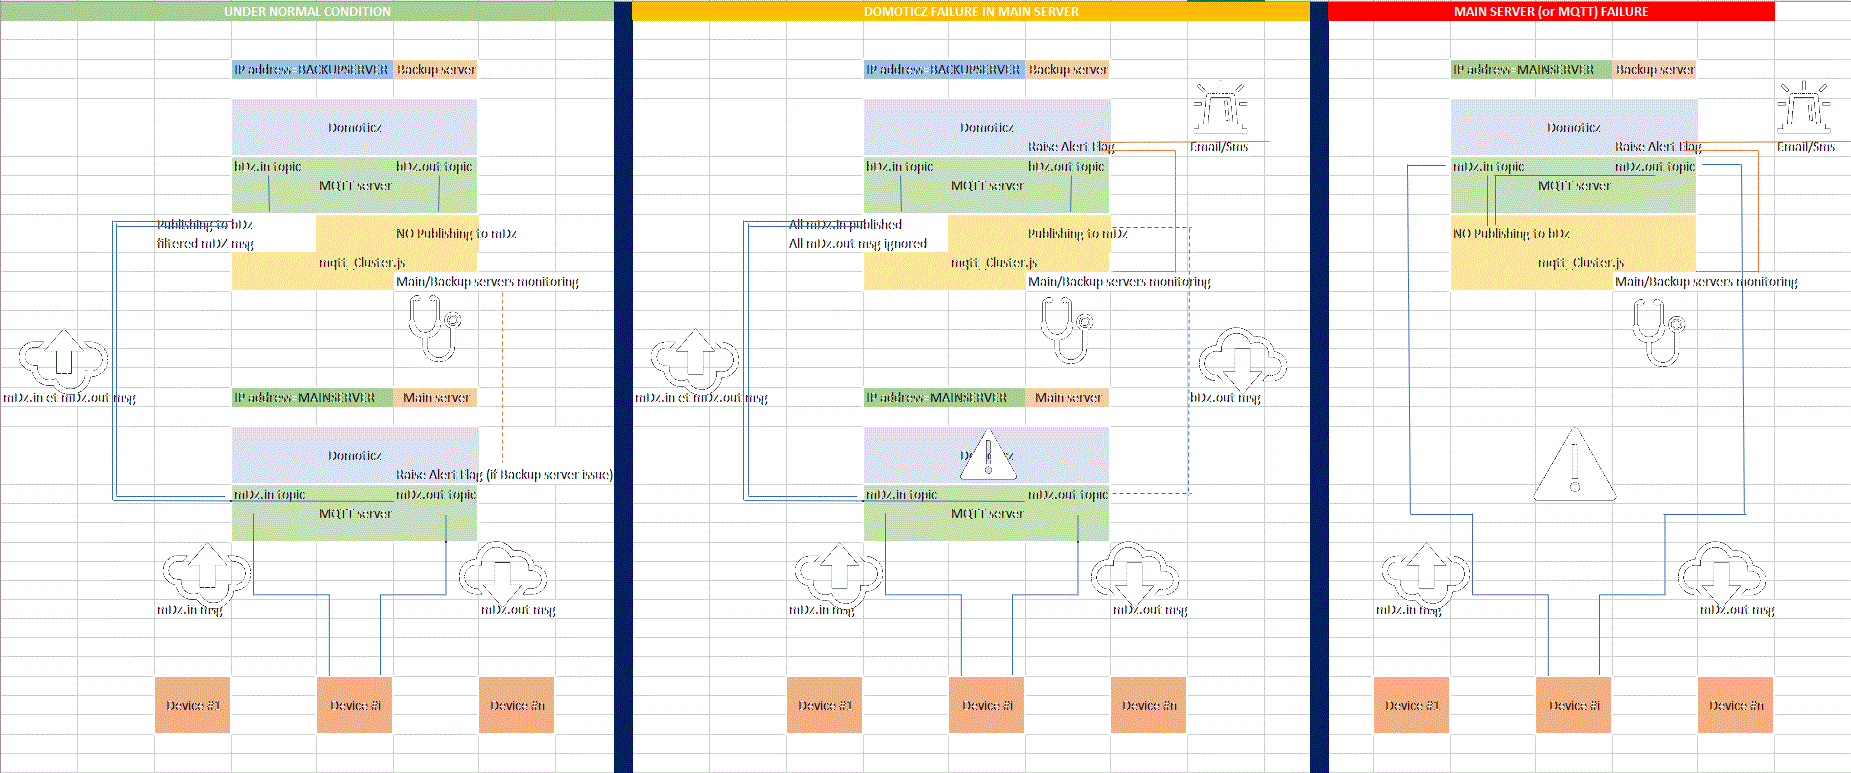 UNDER NORMAL CONDITION
IP address=BACKUPSERVER Backup server
Domoticz
bDz.in topic bDz.out topic
MQTT server
Publishing to bDz
filtered mDZ msg
NO Publishing to mDz
mqtt_Cluster.js
Main/Backup servers monitoring
mDz.in et mDz.out msg
IP address=MAINSERVER Main server
Domoticz
Raise Alert Flag (if Backup server issue)
mDz.in topic mDz.out topic
MQTT server
mDz.in msg mDz.out msg
Device #1 Device #i Device #n
DOMOTICZ FAILURE IN MAIN SERVER
IP address=BACKUPSERVER Backup server
Domoticz
Raise Alert Flag Email/Sms
bDz.in topic bDz.out topic
MQTT server
All mDz.in published
All mDz.out msg ignored
Publishing to mDz
mqtt_Cluster.js
Main/Backup servers monitoring
mDz.in et mDz.out msg bDz.out msg
IP address=MAINSERVER Main server
Domoticz
mDz.in topic mDz.out topic
MQTT server
mDz.in msg mDz.out msg
Device #1 Device #i Device #n
MAIN SERVER (or MQTT) FAILURE
IP address=MAINSERVER Backup server
Domoticz
Raise Alert Flag Email/Sms
mDz.in topic mDz.out topic
MQTT server
NO Publishing to bDz
mqtt_Cluster.js
Main/Backup servers monitoring
mDz.in msg mDz.out msg
Device #1 Device #i Device #n